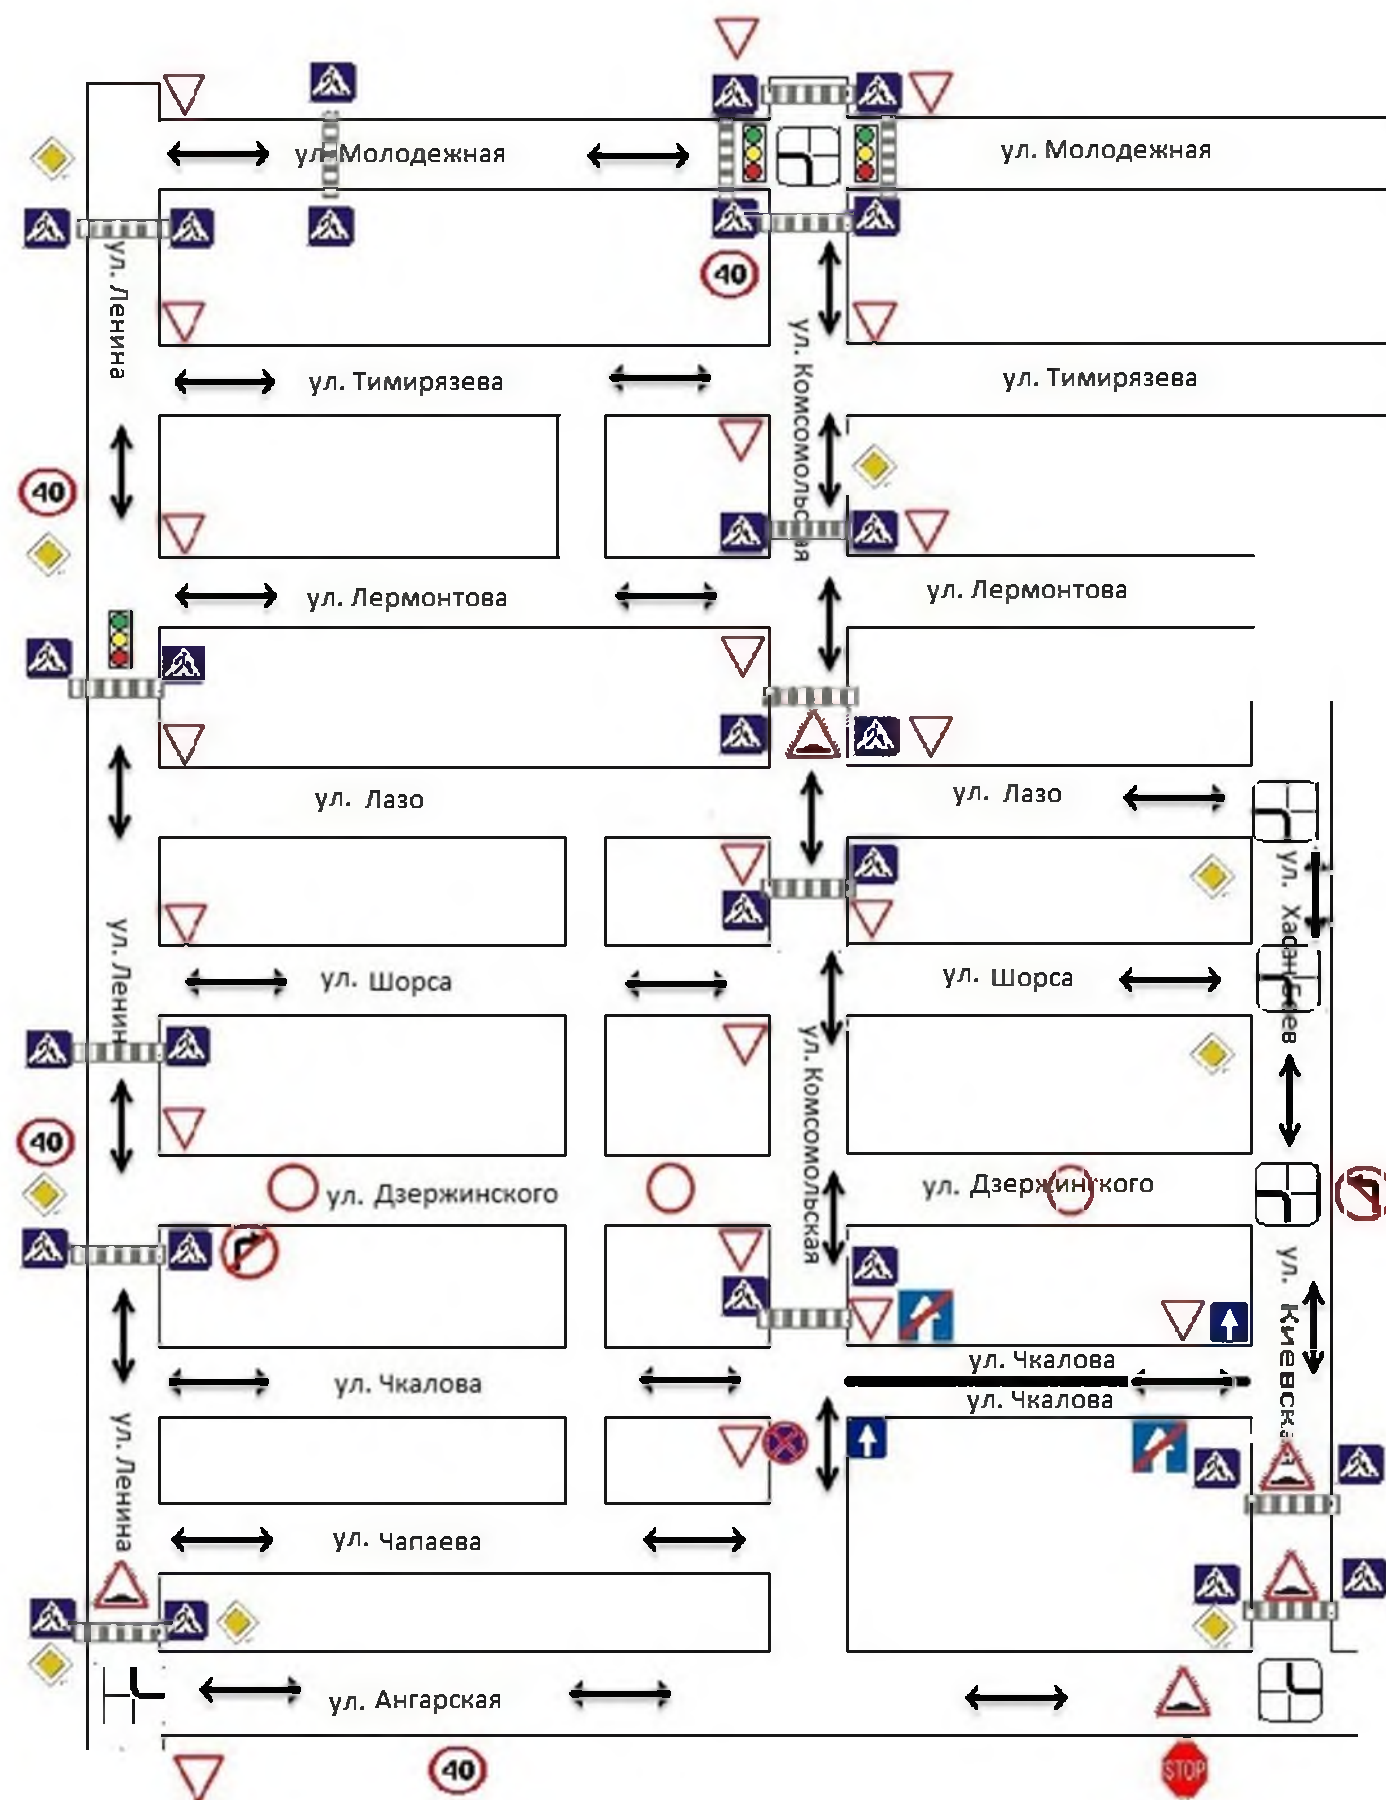 ул. Молодежная
ул. Молодежная
40
ул. Ленина
ул. Тимирязева
ул. Тимирязева
ул. Комсомольская
40
ул. Лермонтова
ул. Лермонтова
ул. Лазо
ул. Лазо
ул. Ленин
ул. Шорса
ул. Шорса
ул. Комсомольская
40
ул. Дзержинского
ул. Дзержинского
ул. Чкалова
ул. Чкалова
ул. Чкалова
ул. Киевская
ул. Ленина
ул. Чапаева
ул. Ангарская
40
STOP